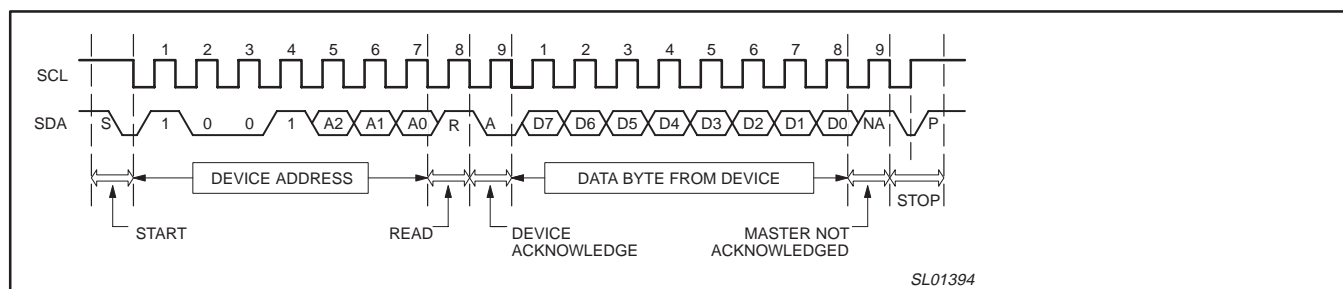 1 2 3 4 5 6 7 8 9 1 2 3 4 5 6 7 8 9
SCL
SDA S 1 0 0 1 A2 A1 A0 R A D7 D6 D5 D4 D3 D2 D1 D0 NA P
DEVICE ADDRESS DATA BYTE FROM DEVICE
STOP
START READ DEVICE MASTER NOT
ACKNOWLEDGE ACKNOWLEDGED
SL01394